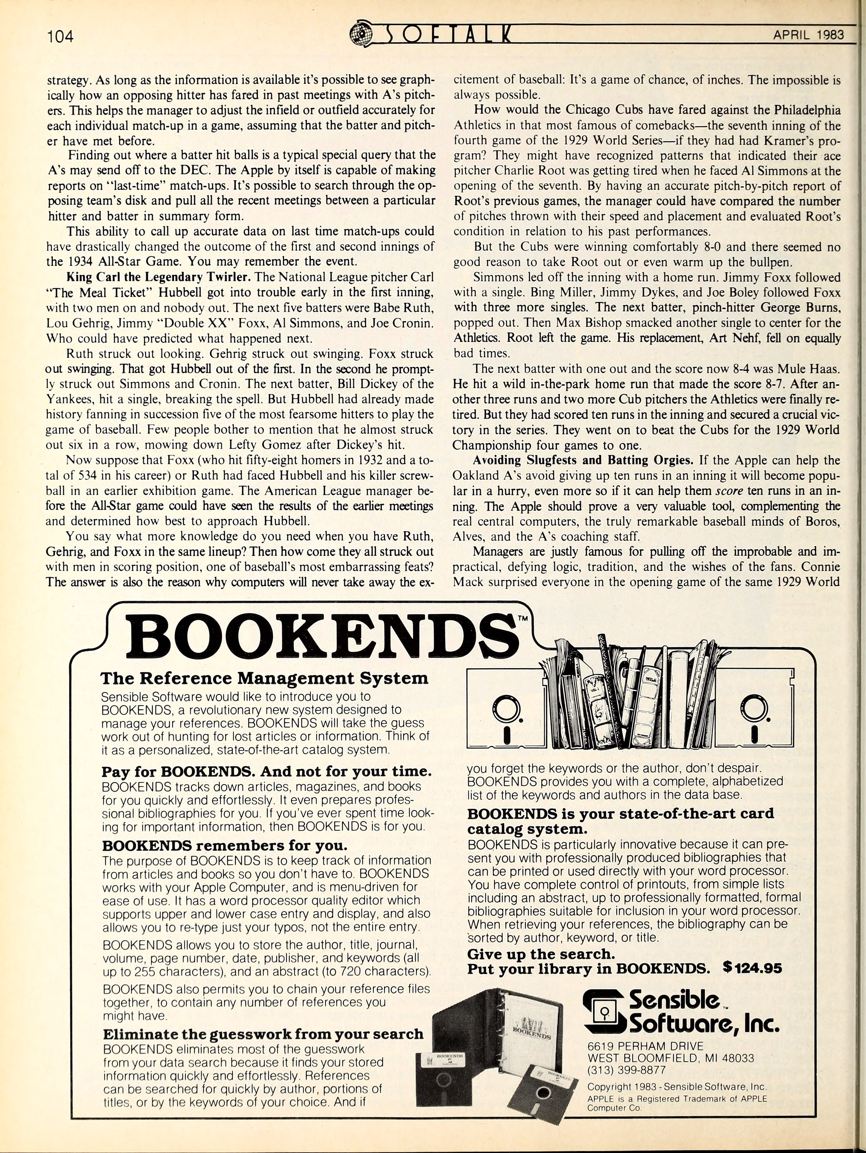 104
SOFTALK
APRIL 1983
strategy. As long as the information is available it's possible to see graph-
ically how an opposing hitter has fared in past meetings with A's pitch-
ers. This helps the manager to adjust the infield or outfield accurately for
each individual match-up in a game, assuming that the batter and pitch-
er have met before.
Finding out where a batter hit balls is a typical special query that the
A's may send off to the DEC. The Apple by itself is capable of making
reports on "last-time" match-ups. It's possible to search through the op-
posing team's disk and pull all the recent meetings between a particular
hitter and batter in summary form.
This ability to call up accurate data on last time match-ups could
have drastically changed the outcome of the first and second innings of
the 1934 All-Star Game. You may remember the event.
King Carl the Legendary Twirler. The National League pitcher Carl
"The Meal Ticket" Hubbell got into trouble early in the first inning,
with two men on and nobody out. The next five batters were Babe Ruth,
Lou Gehrig, Jimmy "Double XX" Foxx, Al Simmons, and Joe Cronin.
Who could have predicted what happened next.
Ruth struck out looking. Gehrig struck out swinging. Foxx struck
out swinging. That got Hubbell out of the first. In the second he prompt-
ly struck out Simmons and Cronin. The next batter, Bill Dickey of the
Yankees, hit a single, breaking the spell. But Hubbell had already made
history fanning in succession five of the most fearsome hitters to play the
game of baseball. Few people bother to mention that he almost struck
out six in a row, mowing down Lefty Gomez after Dickey's hit.
Now suppose that Foxx (who hit fifty-eight homers in 1932 and a to-
tal of 534 in his career) or Ruth had faced Hubbell and his killer screw-
ball in an earlier exhibition game. The American League manager be-
fore the All-Star game could have seen the results of the earlier meetings
and determined how best to approach Hubbell.
You say what more knowledge do you need when you have Ruth,
Gehrig, and Foxx in the same lineup? Then how come they all struck out
with men in scoring position, one of baseball's most embarrassing feats?
The answer is also the reason why computers will never take away the ex-
citement of baseball: It's a game of chance, of inches. The impossible is
always possible.
How would the Chicago Cubs have fared against the Philadelphia
Athletics in that most famous of comebacks—the seventh inning of the
fourth game of the 1929 World Series—if they had had Kramer's pro-
gram? They might have recognized patterns that indicated their ace
pitcher Charlie Root was getting tired when he faced Al Simmons at the
opening of the seventh. By having an accurate pitch-by-pitch report of
Root's previous games, the manager could have compared the number
of pitches thrown with their speed and placement and evaluated Root's
condition in relation to his past performances.
But the Cubs were winning comfortably 8-0 and there seemed no
good reason to take Root out or even warm up the bullpen.
Simmons led off the inning with a home run. Jimmy Foxx followed
with a single. Bing Miller, Jimmy Dykes, and Joe Boley followed Foxx
with three more singles. The next batter, pinch-hitter George Burns,
popped out. Then Max Bishop smacked another single to center for the
Athletics. Root left the game. His replacement, Art Nehf, fell on equally
bad times.
The next batter with one out and the score now 8-4 was Mule Haas.
He hit a wild in-the-park home run that made the score 8-7. After an-
other three runs and two more Cub pitchers the Athletics were finally re-
tired. But they had scored ten runs in the inning and secured a crucial vic-
tory in the series. They went on to beat the Cubs for the 1929 World
Championship four games to one.
Avoiding Slugfests and Batting Orgies. If the Apple can help the
Oakland A's avoid giving up ten runs in an inning it will become popu-
lar in a hurry, even more so if it can help them score ten runs in an in-
ning. The Apple should prove a very valuable tool, complementing the
real central computers, the truly remarkable baseball minds of Boros,
Alves, and the A's coaching staff.
Managers are justly famous for pulling off the improbable and im-
practical, defying logic, tradition, and the wishes of the fans. Connie
Mack surprised everyone in the opening game of the same 1929 World
BOOKENDS™
The Reference Management System
Sensible Software would like to introduce you to
BOOKENDS, a revolutionary new system designed to
manage your references. BOOKENDS will take the guess
work out of hunting for lost articles or information. Think of
it as a personalized, state-of-the-art catalog system.
Pay for BOOKENDS. And not for your time.
BOOKENDS tracks down articles, magazines, and books
for you quickly and effortlessly. It even prepares profes-
sional bibliographies for you. If you've ever spent time look-
ing for important information, then BOOKENDS is for you.
BOOKENDS remembers for you.
The purpose of BOOKENDS is to keep track of information
from articles and books so you don't have to. BOOKENDS
works with your Apple Computer, and is menu-driven for
ease of use. It has a word processor quality editor which
supports upper and lower case entry and display, and also
allows you to re-type just your typos, not the entire entry.
BOOKENDS allows you to store the author, title, journal,
volume, page number, date, publisher, and keywords (all
up to 255 characters), and an abstract (to 720 characters).
BOOKENDS also permits you to chain your reference files
together, to contain any number of references you
might have.
Eliminate the guesswork from your search
BOOKENDS eliminates most of the guesswork
from your data search because it finds your stored
information quickly and effortlessly. References
can be searched for quickly by author, portions of
titles, or by the keywords of your choice. And if
you forget the keywords or the author, don't despair.
BOOKENDS provides you with a complete, alphabetized
list of the keywords and authors in the data base.
BOOKENDS is your state-of-the-art card
catalog system.
BOOKENDS is particularly innovative because it can pre-
sent you with professionally produced bibliographies that
can be printed or used directly with your word processor.
You have complete control of printouts, from simple lists
including an abstract, up to professionally formatted, formal
bibliographies suitable for inclusion in your word processor.
When retrieving your references, the bibliography can be
sorted by author, keyword, or title.
Give up the search.
Put your library in BOOKENDS. $124.95
BOOKENDS
BOOKENDS
BOOKENDS
Sensible™
Software, Inc.
6619 PERHAM DRIVE
WEST BLOOMFIELD, MI 48033
(313) 399-8877
Copyright 1983 - Sensible Software, Inc.
APPLE is a Registered Trademark of APPLE
Computer Co.